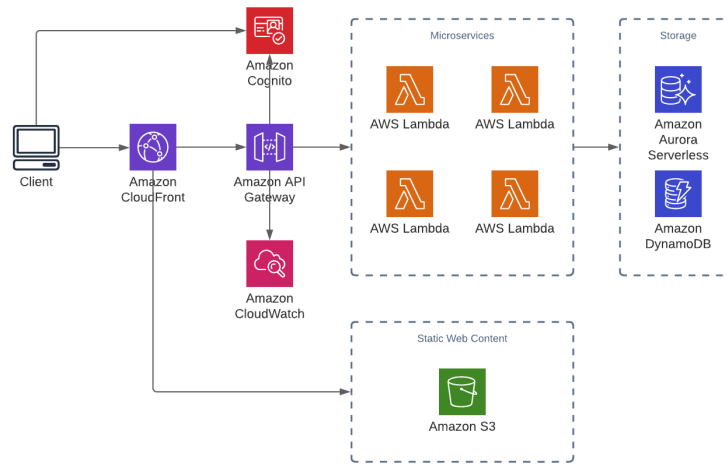 Microservices
Storage
Amazon
Cognito
AWS Lambda
AWS Lambda
Amazon
Aurora
Serverless
Client
Amazon
CloudFront
Amazon API
Gateway
AWS Lambda
AWS Lambda
Amazon
DynamoDB
Amazon
CloudWatch
Static Web Content
Amazon S3